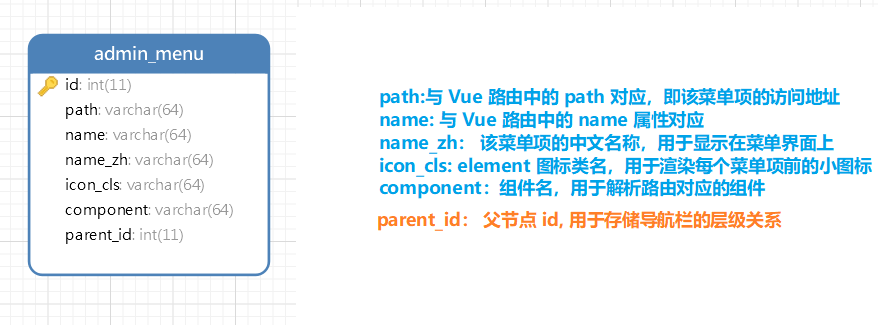 admin_menu
id: int(11)
path: varchar(64)
name: varchar(64)
name_zh: varchar(64)
icon_cls: varchar(64)
component: varchar(64)
parent_id: int(11)
path:与 Vue 路由中的 path 对应，即该菜单项的访问地址
name: 与 Vue 路由中的 name 属性对应
name_zh： 该菜单项的中文名称，用于显示在菜单界面上
icon_cls: element 图标类名，用于渲染每个菜单项前的小图标
component：组件名，用于解析路由对应的组件
parent_id： 父节点 id, 用于存储导航栏的层级关系